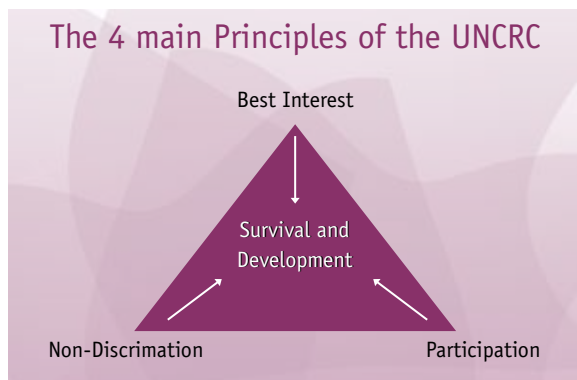 The 4 main Principles of the UNCRC
Best Interest
Survival and
Development
Non-Discrimation
Participation